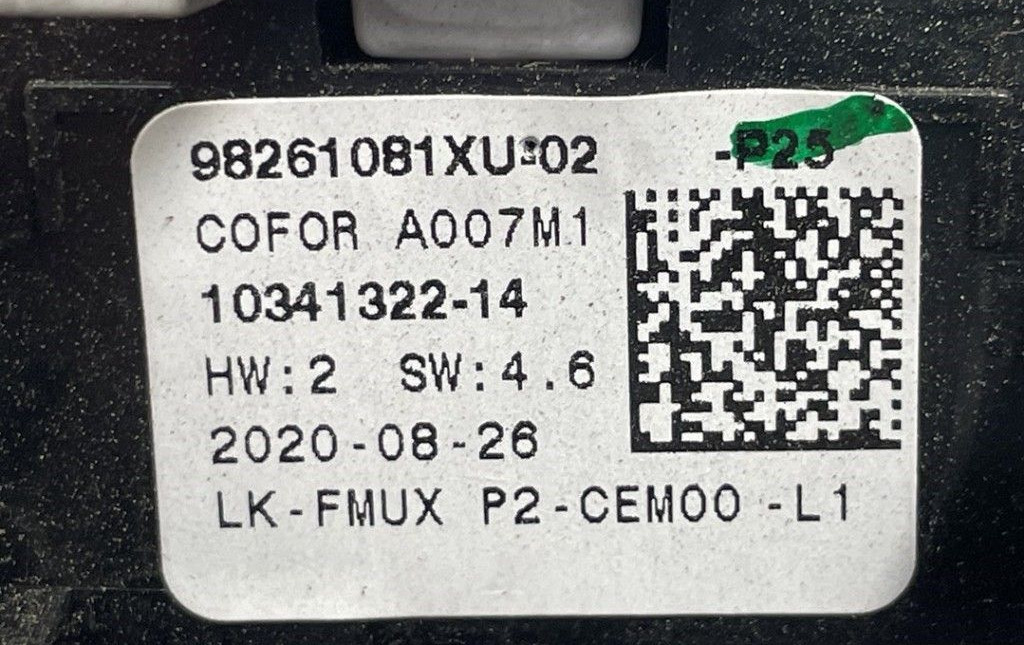 98261081XU-02 -P25
COFOR A007M1
10341322-14
HW:2 SW:4.6
2020-08-26
LK-FMUX P2-CEM00 -L1